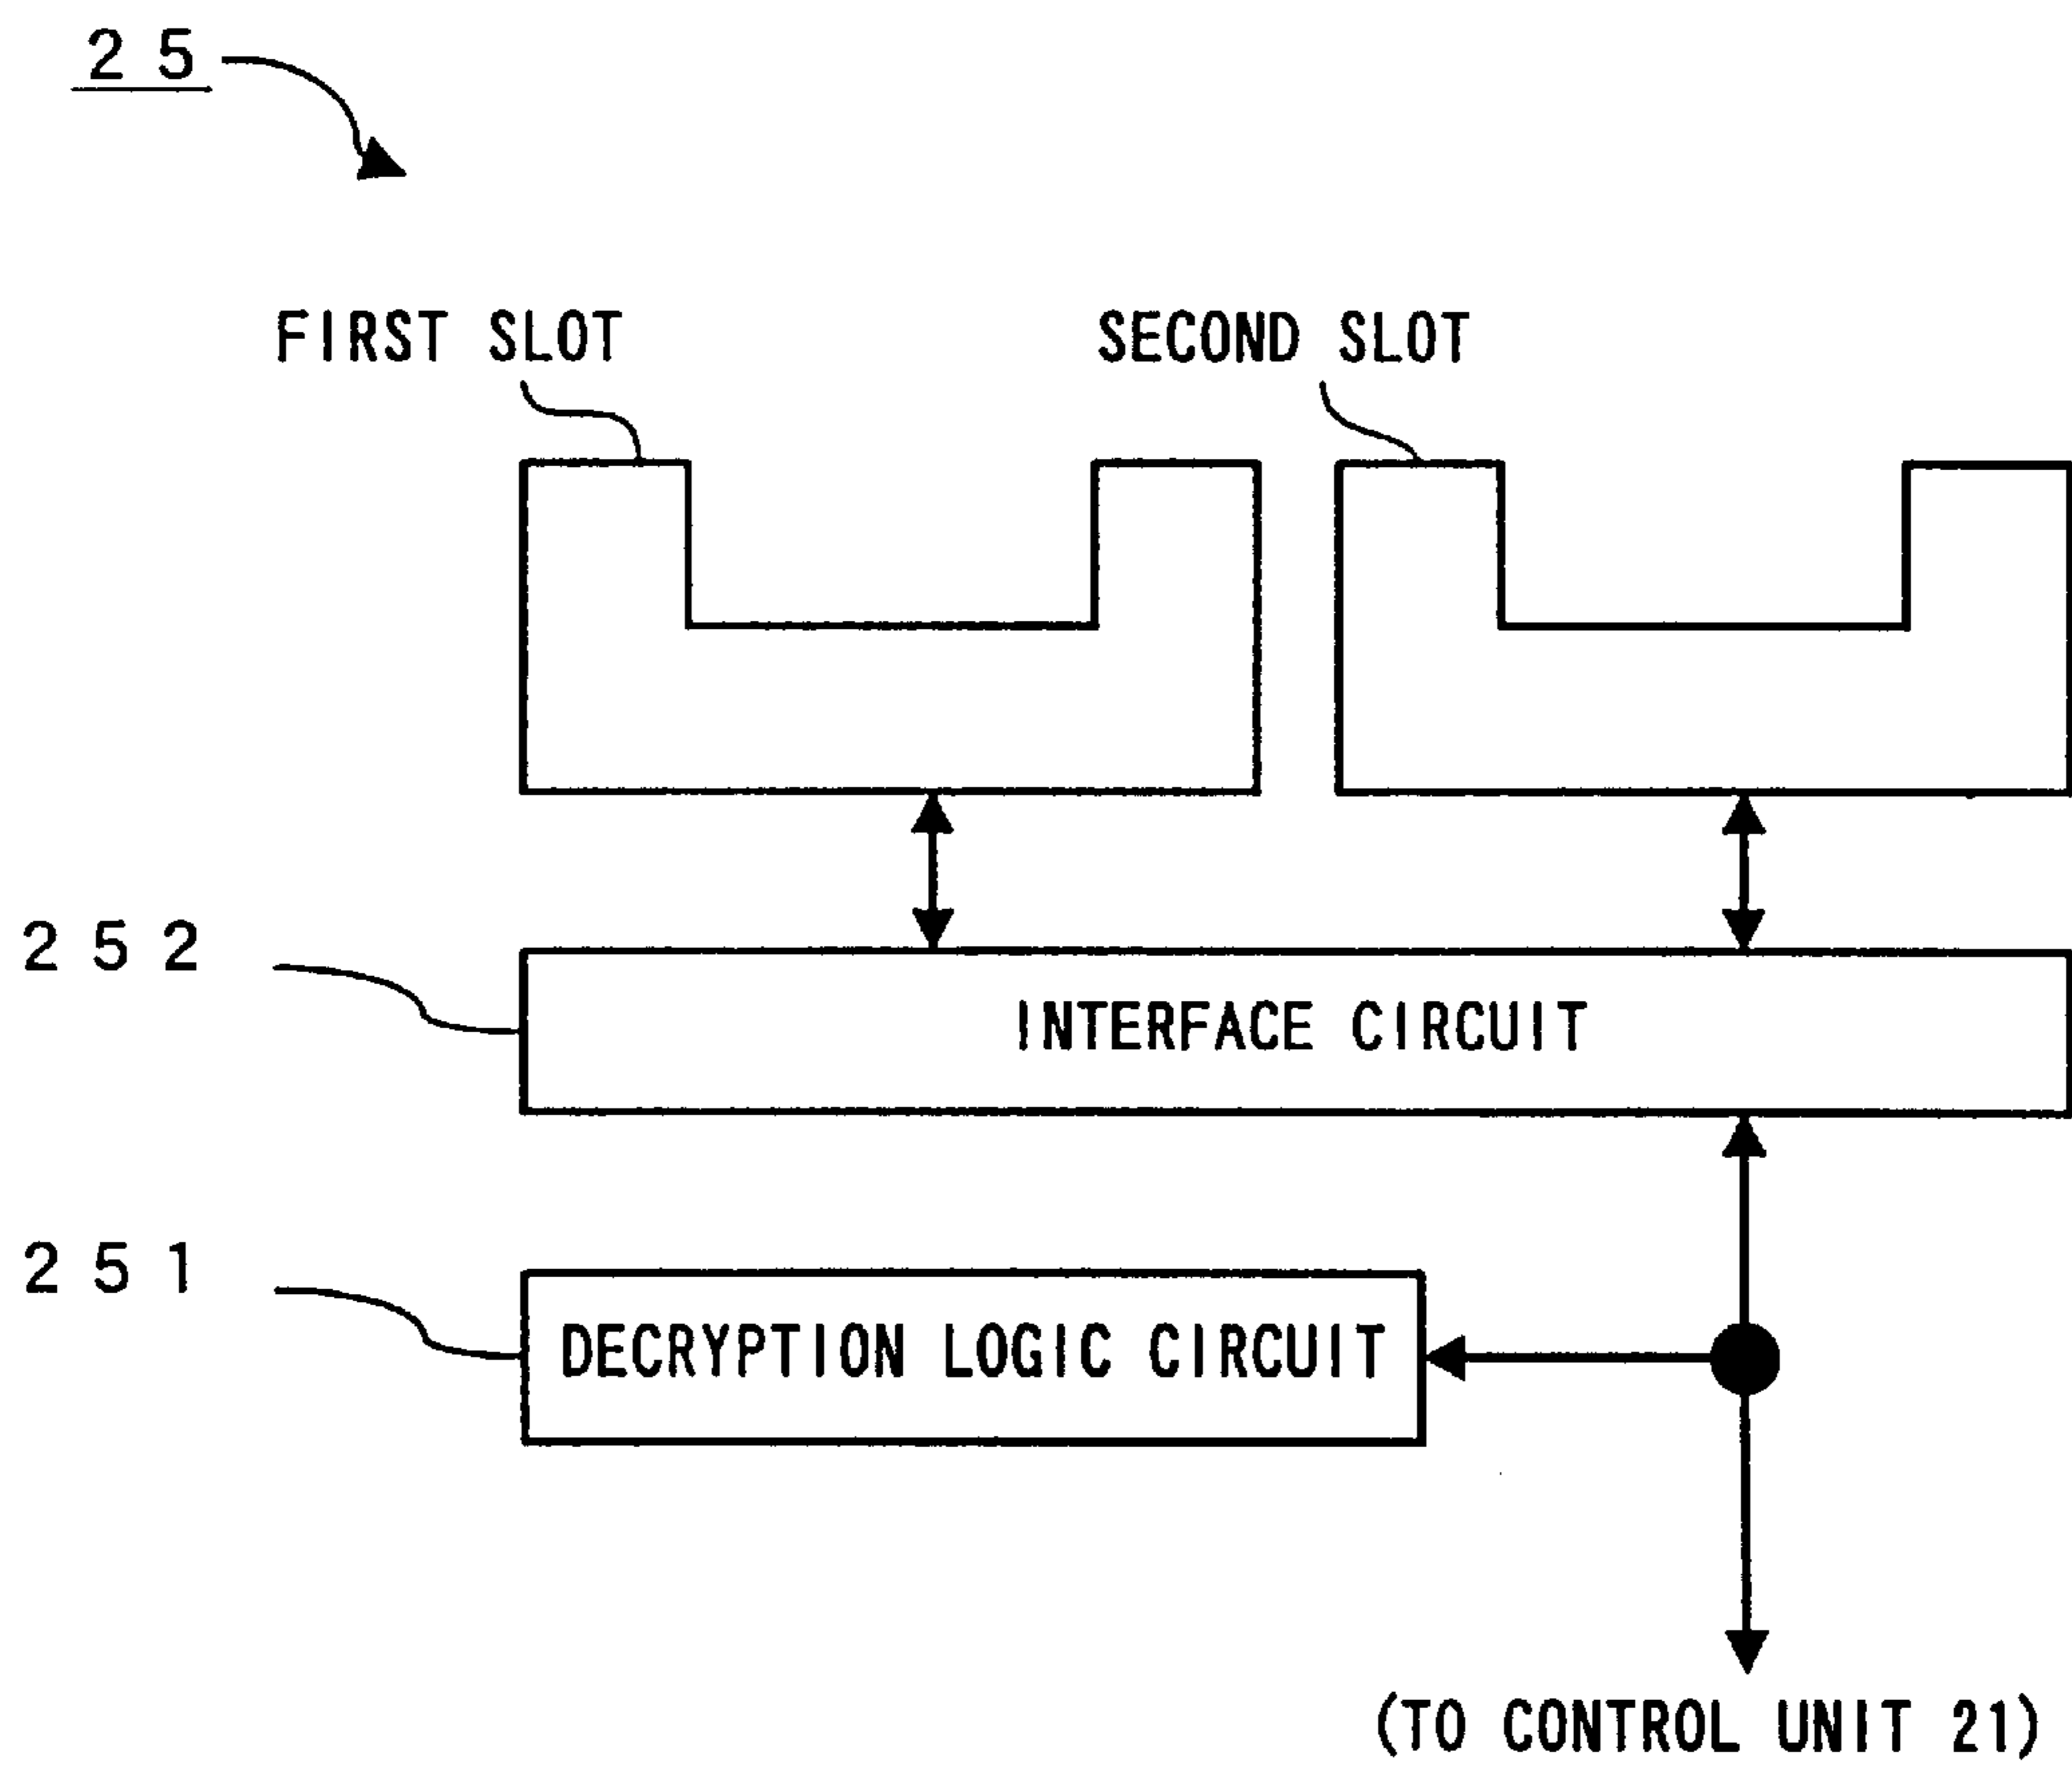 25
FIRST SLOT
SECOND SLOT
252
INTERFACE CIRCUIT
251
DECRYPTION LOGIC CIRCUIT
(TO CONTROL UNIT 21)